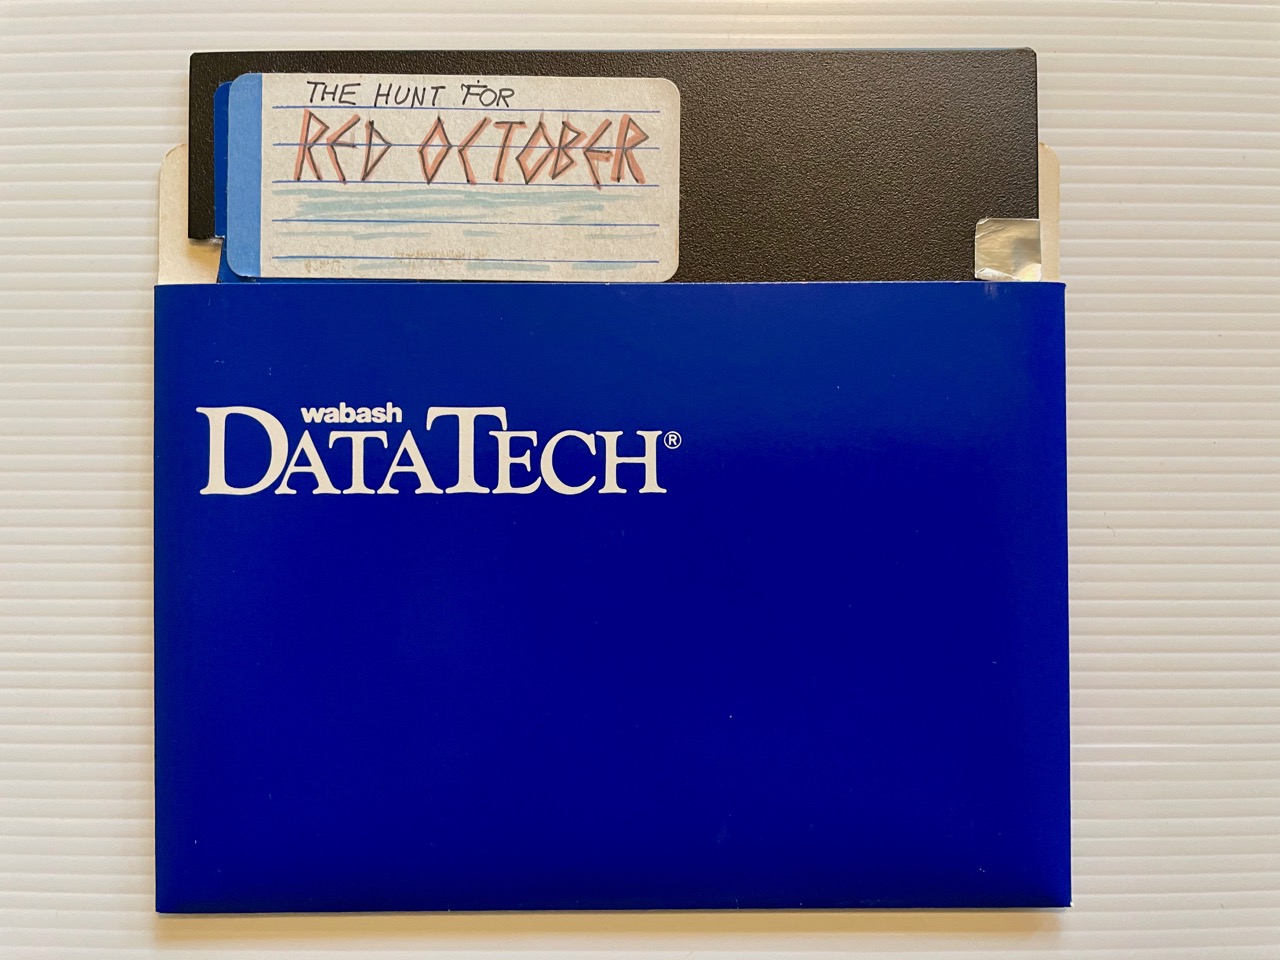 THE HUNT FOR
RED OCTOBER
wabash
DATATECH®